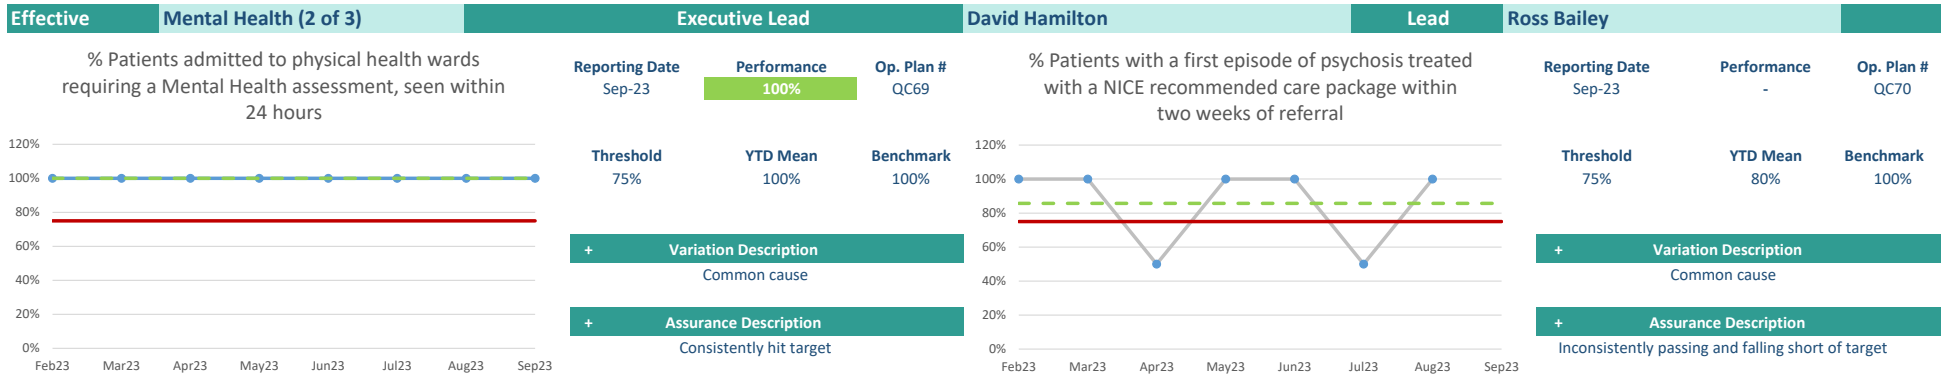 Effective Mental Health (2 of 3) Executive Lead David Hamilton Lead Ross Bailey
% Patients admitted to physical health wards
requiring a Mental Health assessment, seen within
24 hours
120%
100%
80%
60%
40%
20%
0%
Feb23 Mar23 Apr23 May23 Jun23 Jul23 Aug23 Sep23
Reporting Date Performance Op. Plan #
Sep-23 100% QC69
Threshold YTD Mean Benchmark
75% 100% 100%
+ Variation Description
Common cause
+ Assurance Description
Consistently hit target
% Patients with a first episode of psychosis treated
with a NICE recommended care package within
two weeks of referral
120%
100%
80%
60%
40%
20%
0%
Feb23 Mar23 Apr23 May23 Jun23 Jul23 Aug23 Sep23
Reporting Date Performance Op. Plan #
Sep-23 - QC70
Threshold YTD Mean Benchmark
75% 80% 100%
+ Variation Description
Common cause
+ Assurance Description
Inconsistently passing and falling short of target